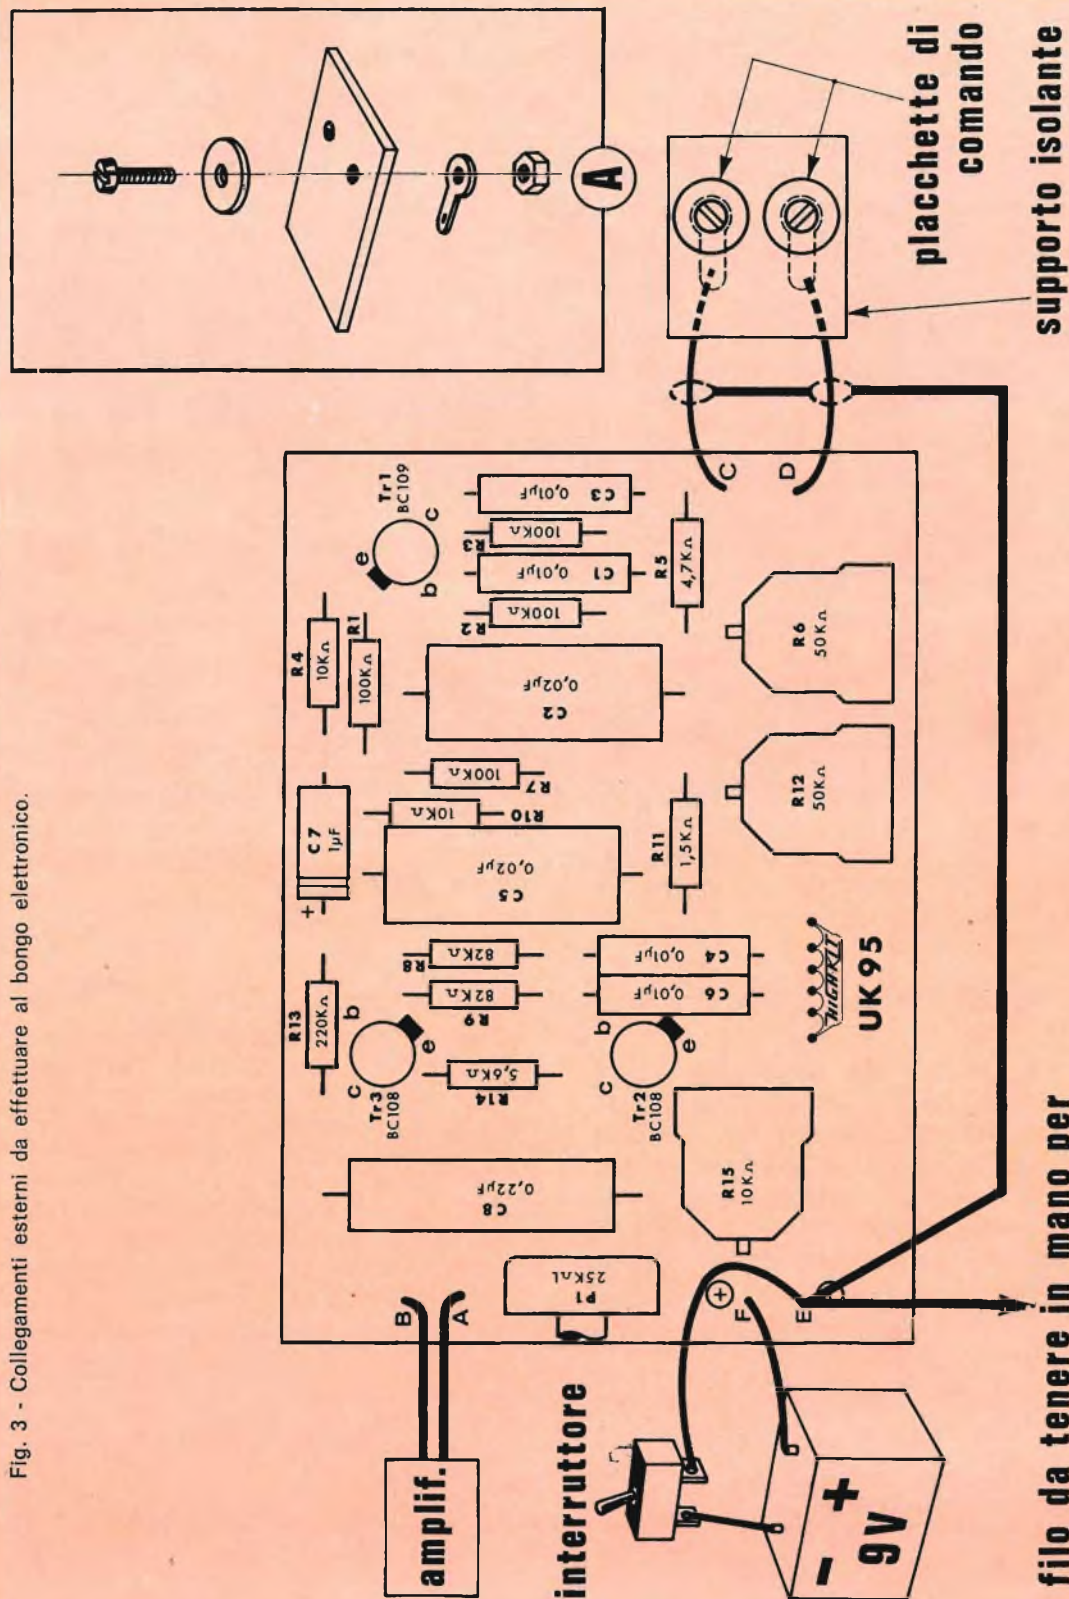 Fig. 3 - Collegamenti esterni da effettuare al bongo elettronico.
A
placchette di
comando
supporto isolante
amplif.
B
A
interruttore
- +
9V
filo da tenere in mano per
P1
25KΩL
+
F
E
C8
0,22µF
R15
10KΩ
Tr3
BC108
c
b
e
R13
220KΩ
R14
5,6KΩ
Tr2
BC108
c
b
e
R9
82KΩ
R8
82KΩ
C6
0,01µF
C4
0,01µF
HIGHKIT
UK95
C7
1µF
+
C5
0,02µF
R10
10KΩ
R7
100KΩ
R11
1,5KΩ
R12
50KΩ
R4
10KΩ
R1
100KΩ
C2
0,02µF
R6
50KΩ
Tr1
BC109
e
b
c
R2
100KΩ
C1
0,01µF
R3
100KΩ
C3
0,01µF
R5
4,7KΩ
C
D